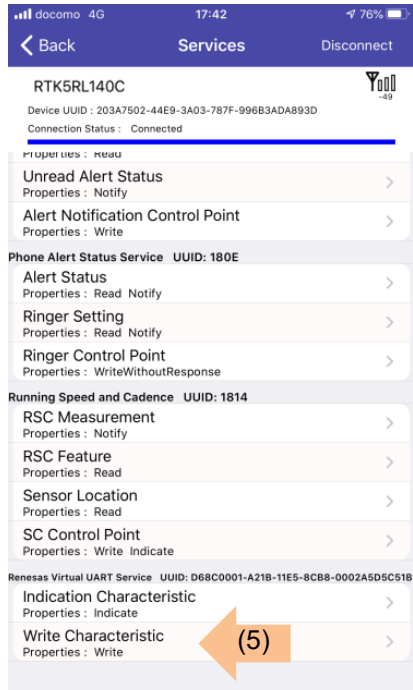 docomo 4G 17:42 76%
Back Services Disconnect
RTK5RL140C
-49
Device UUID : 203A7502-44E9-3A03-787F-996B3ADA893D
Connection Status : Connected
Properties : Read
Unread Alert Status
Properties : Notify
Alert Notification Control Point
Properties : Write
Phone Alert Status Service UUID: 180E
Alert Status
Properties : Read Notify
Ringer Setting
Properties : Read Notify
Ringer Control Point
Properties : WriteWithoutResponse
Running Speed and Cadence UUID: 1814
RSC Measurement
Properties : Notify
RSC Feature
Properties : Read
Sensor Location
Properties : Read
SC Control Point
Properties : Write Indicate
Renesas Virtual UART Service UUID: D68C0001-A21B-11E5-8CB8-0002A5D5C51B
Indication Characteristic
Properties : Indicate
Write Characteristic
Properties : Write
(5)